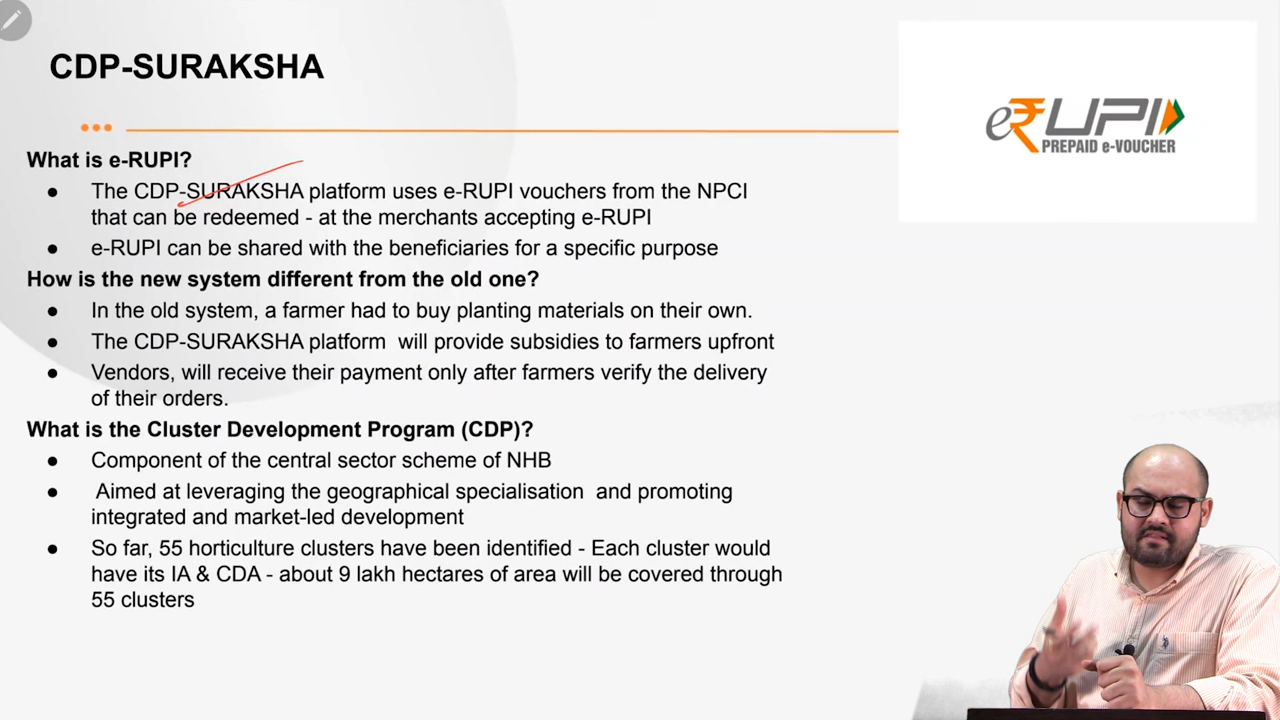 CDP-SURAKSHA
e₹UPI
PREPAID e-VOUCHER
What is e-RUPI?
● The CDP-SURAKSHA platform uses e-RUPI vouchers from the NPCI
that can be redeemed - at the merchants accepting e-RUPI
● e-RUPI can be shared with the beneficiaries for a specific purpose
How is the new system different from the old one?
● In the old system, a farmer had to buy planting materials on their own.
● The CDP-SURAKSHA platform will provide subsidies to farmers upfront
● Vendors, will receive their payment only after farmers verify the delivery
of their orders.
What is the Cluster Development Program (CDP)?
● Component of the central sector scheme of NHB
● Aimed at leveraging the geographical specialisation and promoting
integrated and market-led development
● So far, 55 horticulture clusters have been identified - Each cluster would
have its IA & CDA - about 9 lakh hectares of area will be covered through
55 clusters